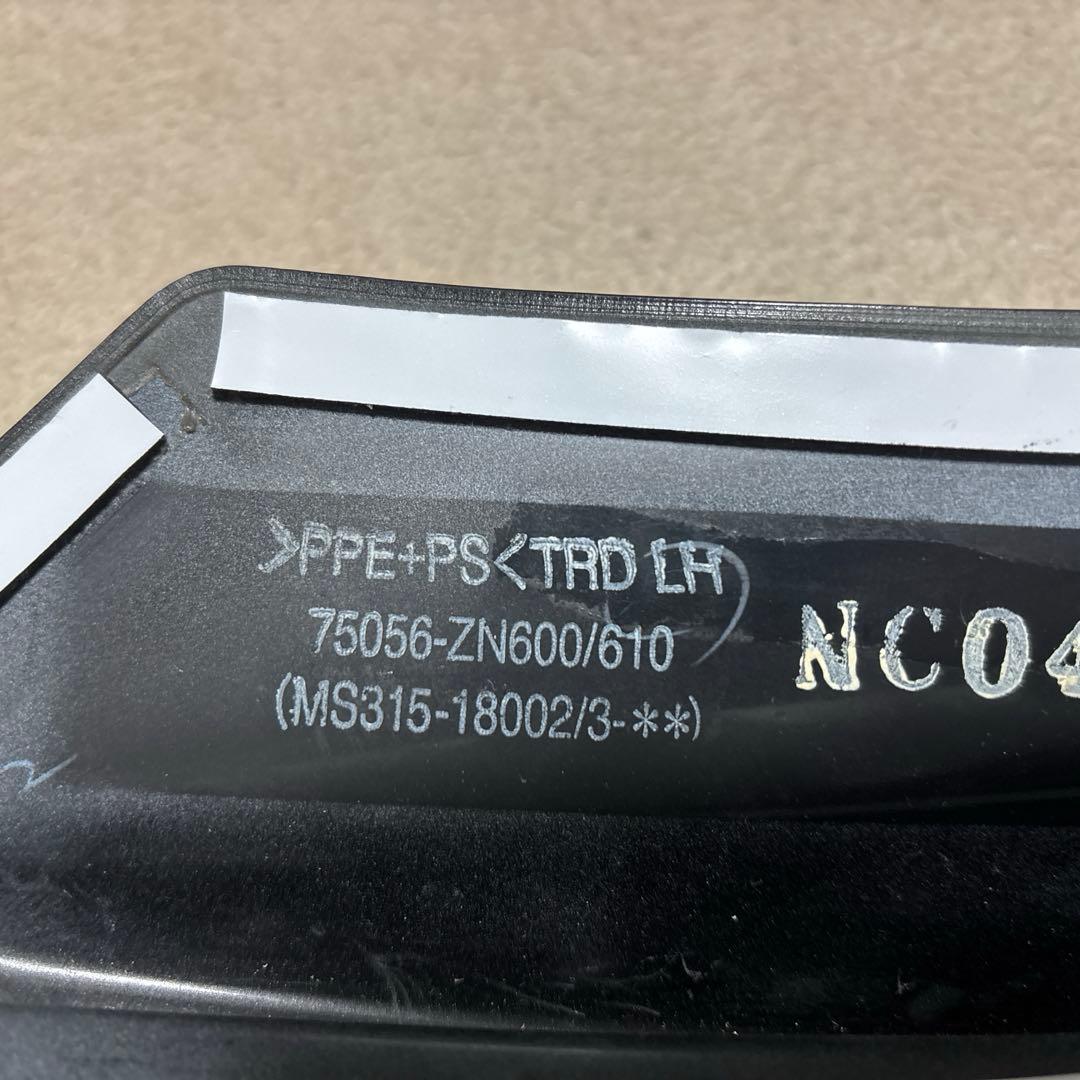 >PPE+PS<TRD LH
75056-ZN600/610
(MS315-18002/3-**)
NC04